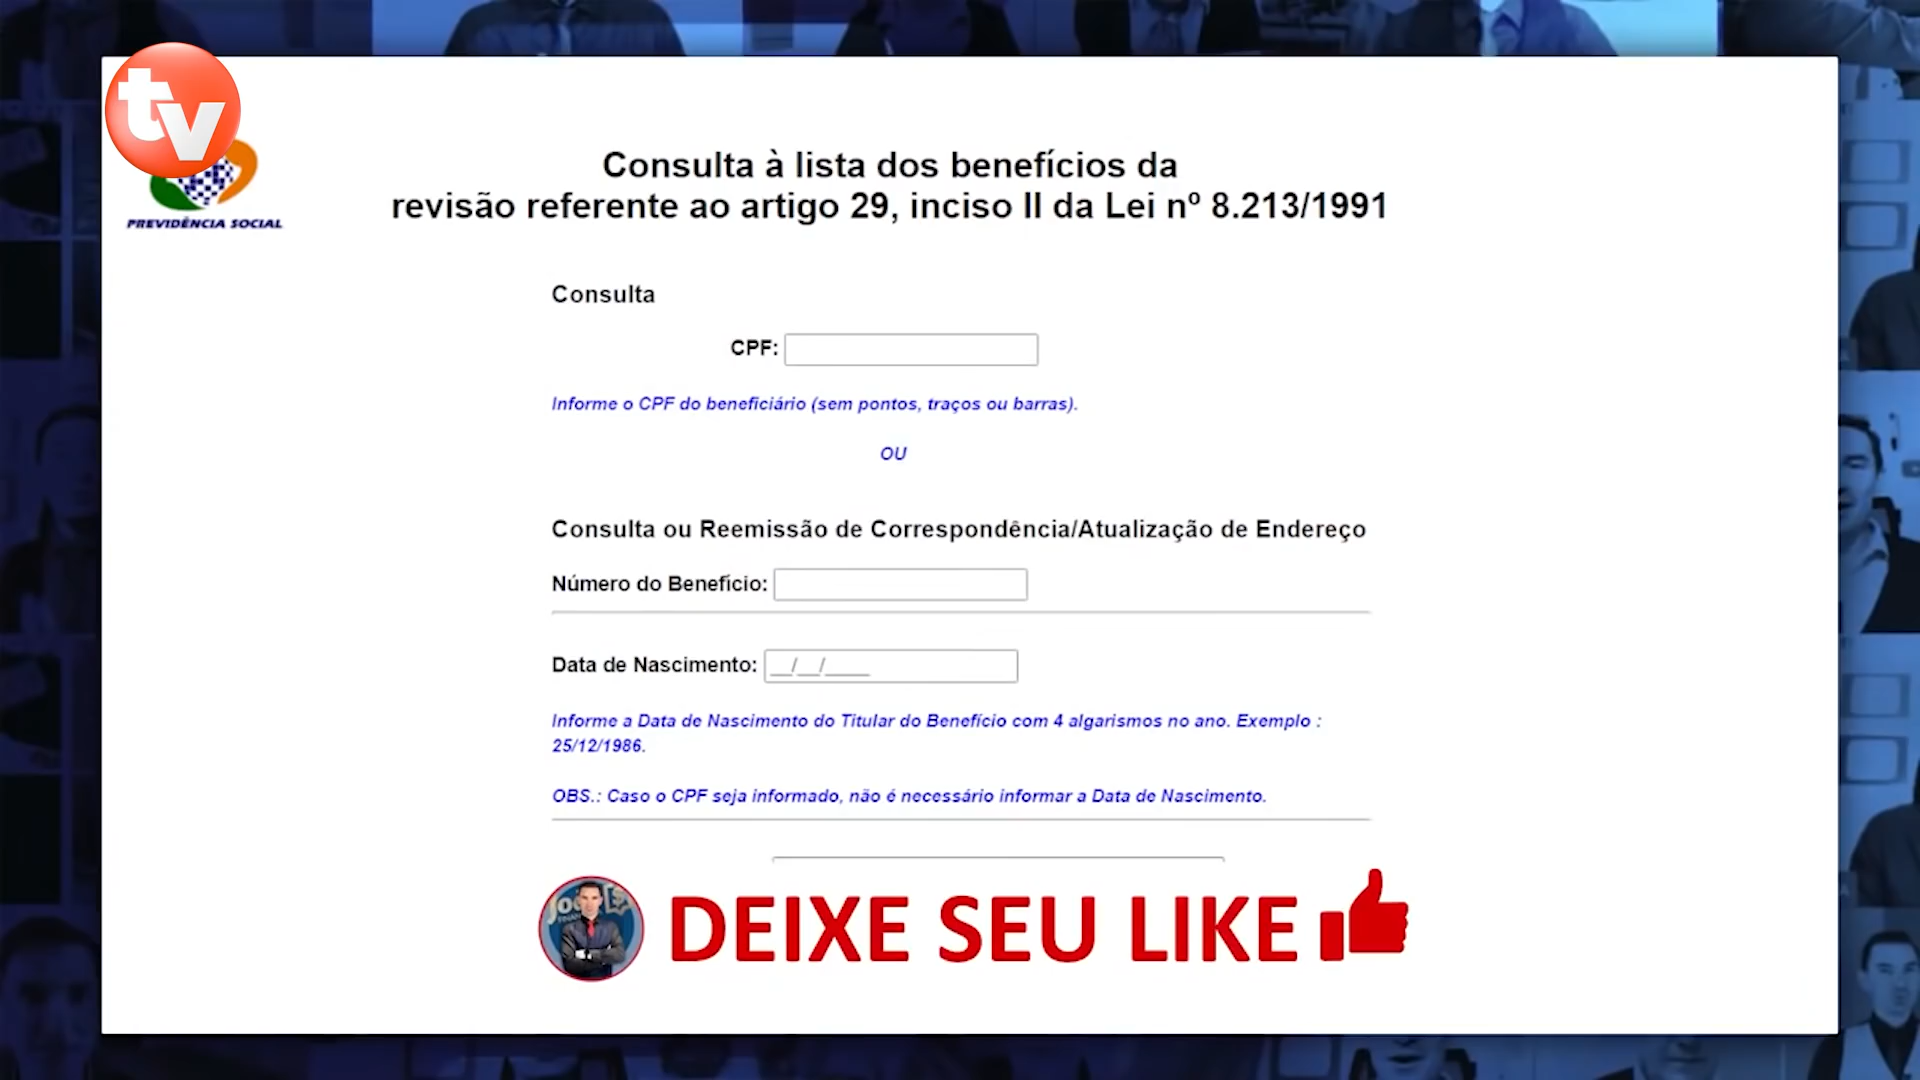 tv
PREVIDÊNCIA SOCIAL
Consulta à lista dos benefícios da
revisão referente ao artigo 29, inciso II da Lei nº 8.213/1991
Consulta
CPF:
Informe o CPF do beneficiário (sem pontos, traços ou barras).
OU
Consulta ou Reemissão de Correspondência/Atualização de Endereço
Número do Benefício:
Data de Nascimento: __/__/____
Informe a Data de Nascimento do Titular do Benefício com 4 algarismos no ano. Exemplo :
25/12/1986.
OBS.: Caso o CPF seja informado, não é necessário informar a Data de Nascimento.
DEIXE SEU LIKE